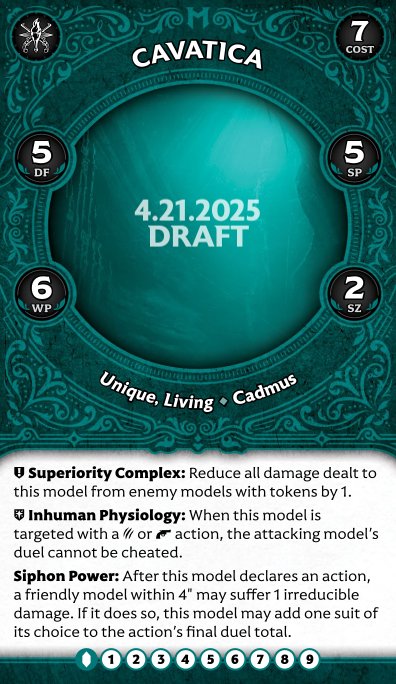 7
COST
CAVATICA
5
DF
5
SP
4.21.2025
DRAFT
6
WP
2
SZ
Unique, Living ◆ Cadmus
Superiority Complex: Reduce all damage dealt to
this model from enemy models with tokens by 1.
Inhuman Physiology: When this model is
targeted with a or action, the attacking model's
duel cannot be cheated.
Siphon Power: After this model declares an action,
a friendly model within 4" may suffer 1 irreducible
damage. If it does so, this model may add one suit of
its choice to the action's final duel total.
1 2 3 4 5 6 7 8 9